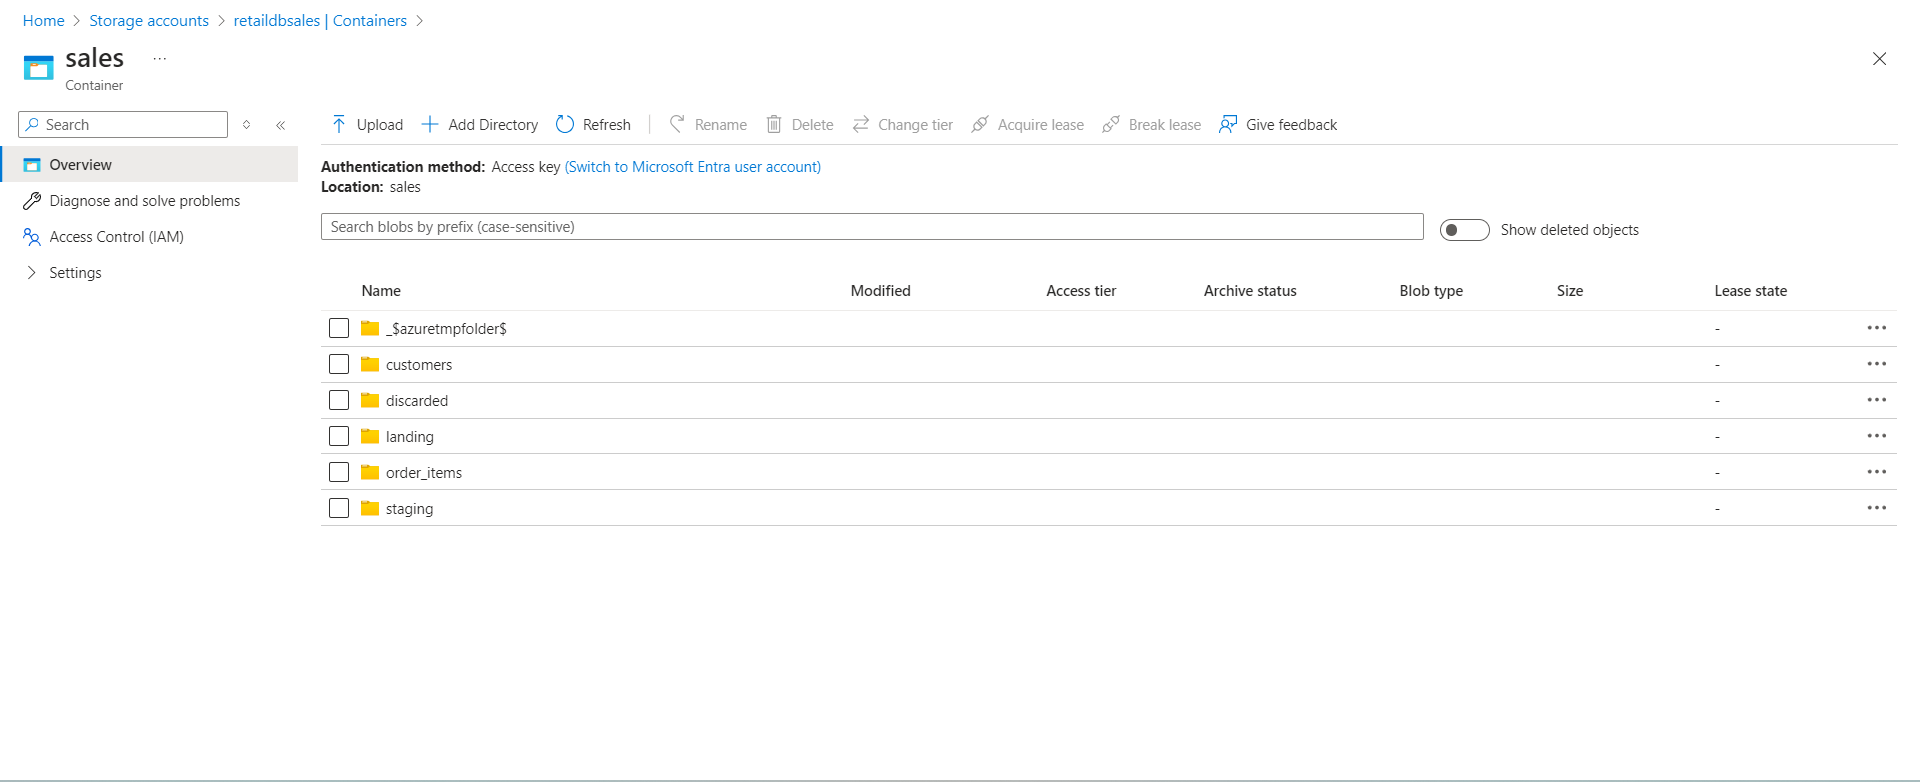 Home > Storage accounts > retaildbsales | Containers >
sales ...
Container
Search
«
Overview
Diagnose and solve problems
Access Control (IAM)
Settings
Upload Add Directory Refresh Rename Delete Change tier Acquire lease Break lease Give feedback
Authentication method: Access key (Switch to Microsoft Entra user account)
Location: sales
Search blobs by prefix (case-sensitive)
Show deleted objects
Name Modified Access tier Archive status Blob type Size Lease state
_$azuretmpfolder$ -
customers -
discarded -
landing -
order_items -
staging -